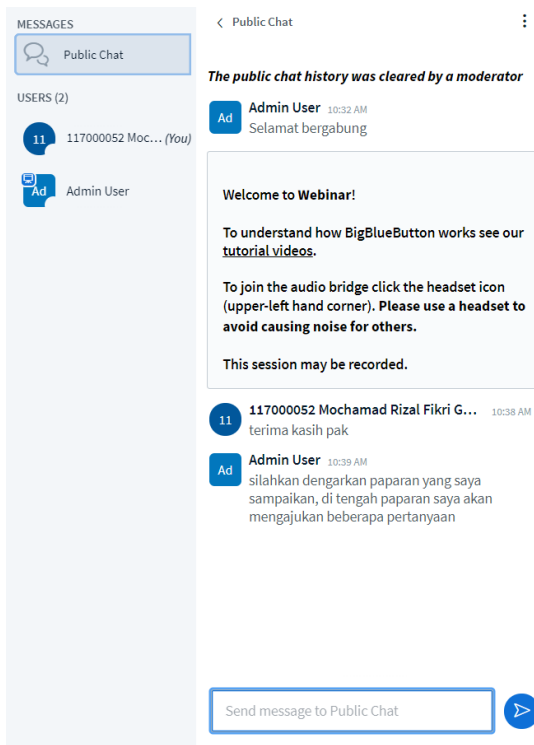 MESSAGES
Public Chat
USERS (2)
11 117000052 Moc... (You)
Ad Admin User
Public Chat
The public chat history was cleared by a moderator
Ad Admin User 10:32 AM
Selamat bergabung
Welcome to Webinar!
To understand how BigBlueButton works see our
tutorial videos.
To join the audio bridge click the headset icon
(upper-left hand corner). Please use a headset to
avoid causing noise for others.
This session may be recorded.
11 117000052 Mochamad Rizal Fikri G... 10:38 AM
terima kasih pak
Ad Admin User 10:39 AM
silahkan dengarkan paparan yang saya
sampaikan, di tengah paparan saya akan
mengajukan beberapa pertanyaan
Send message to Public Chat